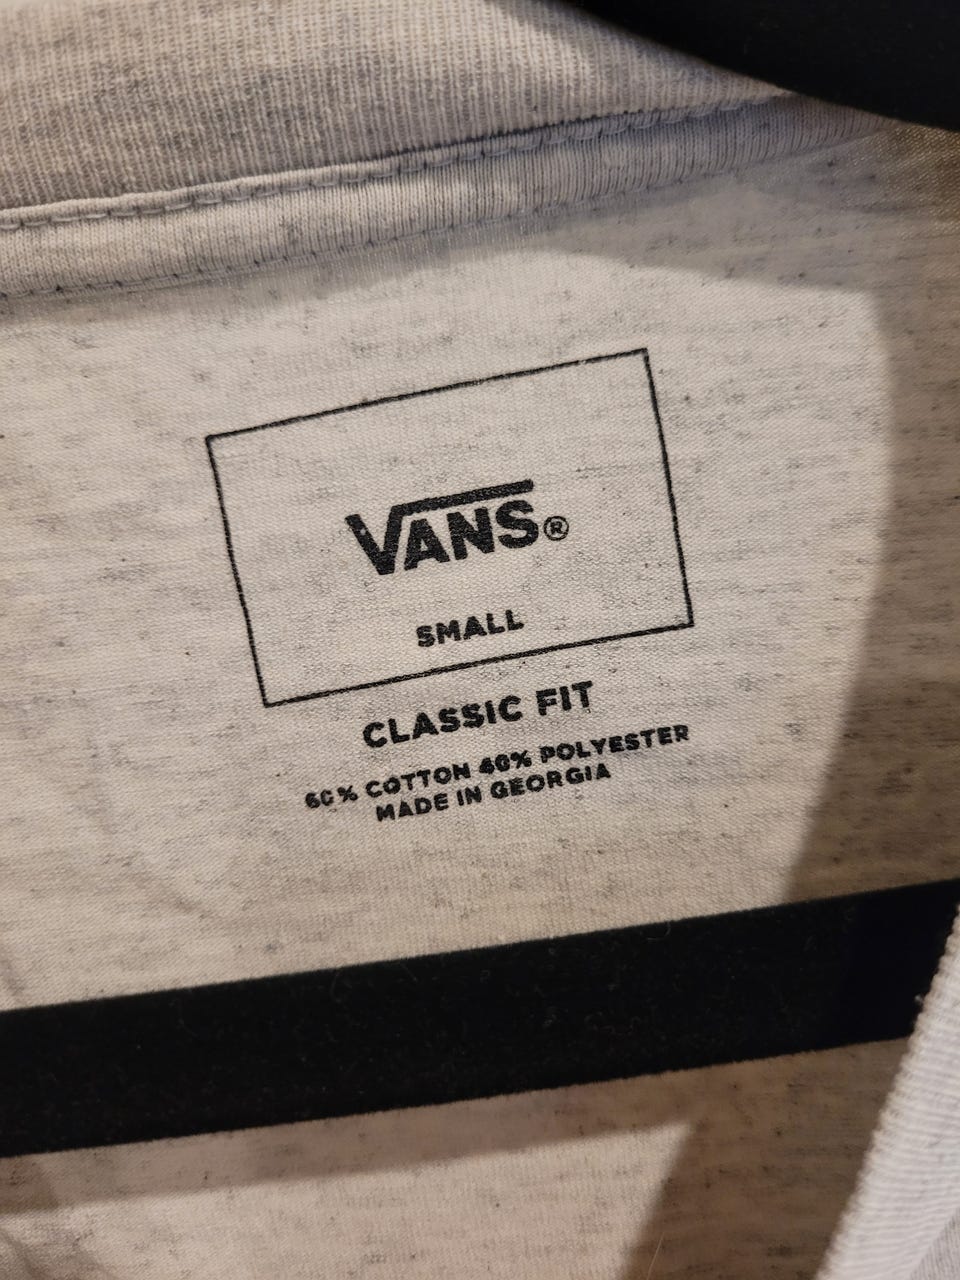 VANS®
SMALL
CLASSIC FIT
60% COTTON 40% POLYESTER
MADE IN GEORGIA